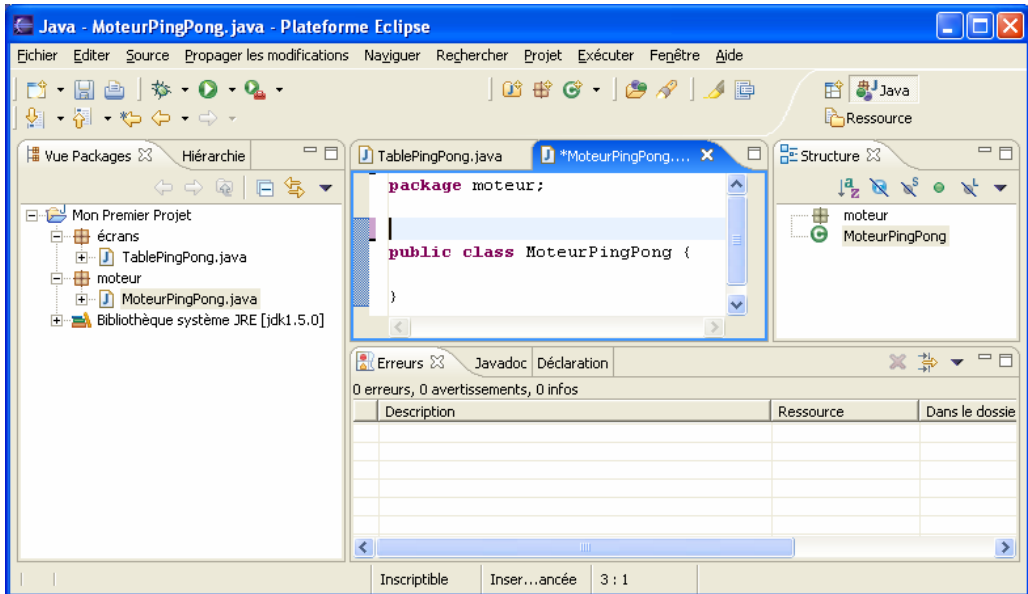 Java - MoteurPingPong.java - Plateforme Eclipse
Fichier Editer Source Propager les modifications Naviguer Rechercher Projet Exécuter Fenêtre Aide
Java
Ressource
Vue Packages Hiérarchie
Mon Premier Projet
écrans
TablePingPong.java
moteur
MoteurPingPong.java
Bibliothèque système JRE [jdk1.5.0]
TablePingPong.java *MoteurPingPong....
package moteur;
public class MoteurPingPong {
}
Structure
moteur
MoteurPingPong
Erreurs Javadoc Déclaration
0 erreurs, 0 avertissements, 0 infos
Description Ressource Dans le dossie
Inscriptible Inser...ancée 3 : 1